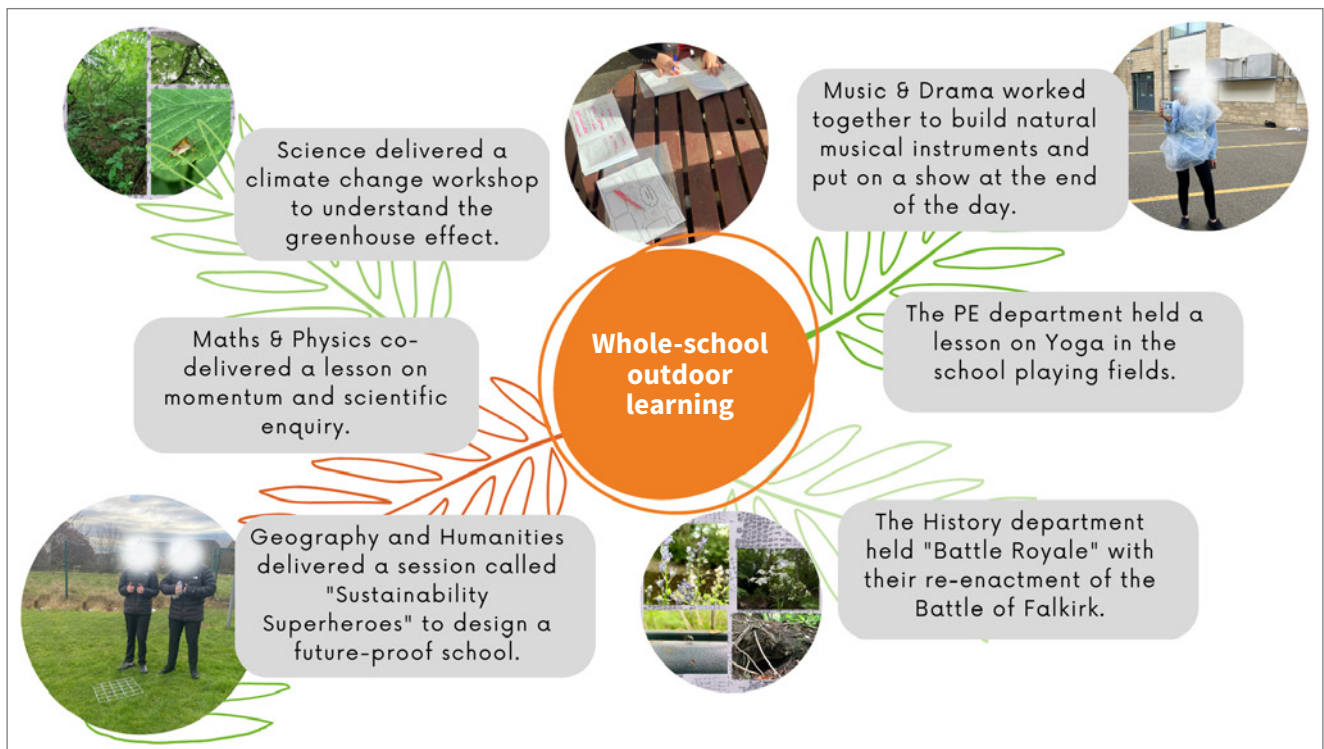 Science delivered a
climate change workshop
to understand the
greenhouse effect.
Music & Drama worked
together to build natural
musical instruments and
put on a show at the end
of the day.
Maths & Physics co-
delivered a lesson on
momentum and scientific
enquiry.
Whole-school
outdoor
learning
The PE department held a
lesson on Yoga in the
school playing fields.
Geography and Humanities
delivered a session called
"Sustainability
Superheroes" to design a
future-proof school.
The History department
held "Battle Royale" with
their re-enactment of the
Battle of Falkirk.